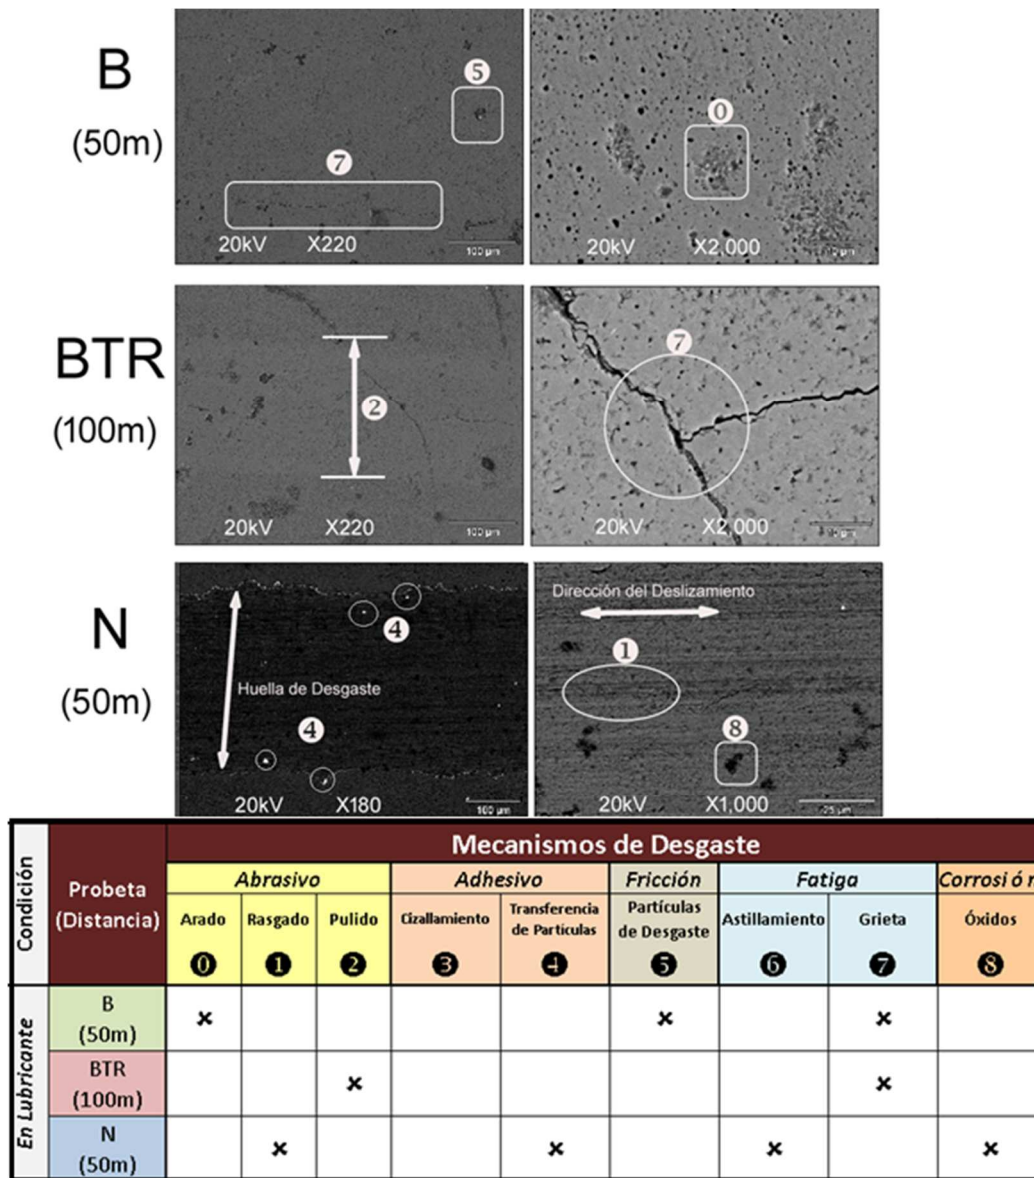 B
(50m)
5
7
20kV X220
100 µm
0
20kV X2,000
BTR
(100m)
2
20kV X220
100 µm
7
20kV X2,000
N
(50m)
4
Huella de Desgaste
4
20kV X180
100 µm
Dirección del Deslizamiento
1
8
20kV X1,000
25 µm
Mecanismos de Desgaste
Condición
Probeta
(Distancia)
Abrasivo Adhesivo Fricción Fatiga Corrosión
Arado Rasgado Pulido Cizallamiento Transferencia
de Partículas Partículas
de Desgaste Astillamiento Grieta Óxidos
0 1 2 3 4 5 6 7 8
En Lubricante
B
(50m) × × ×
BTR
(100m) × ×
N
(50m) × × × ×